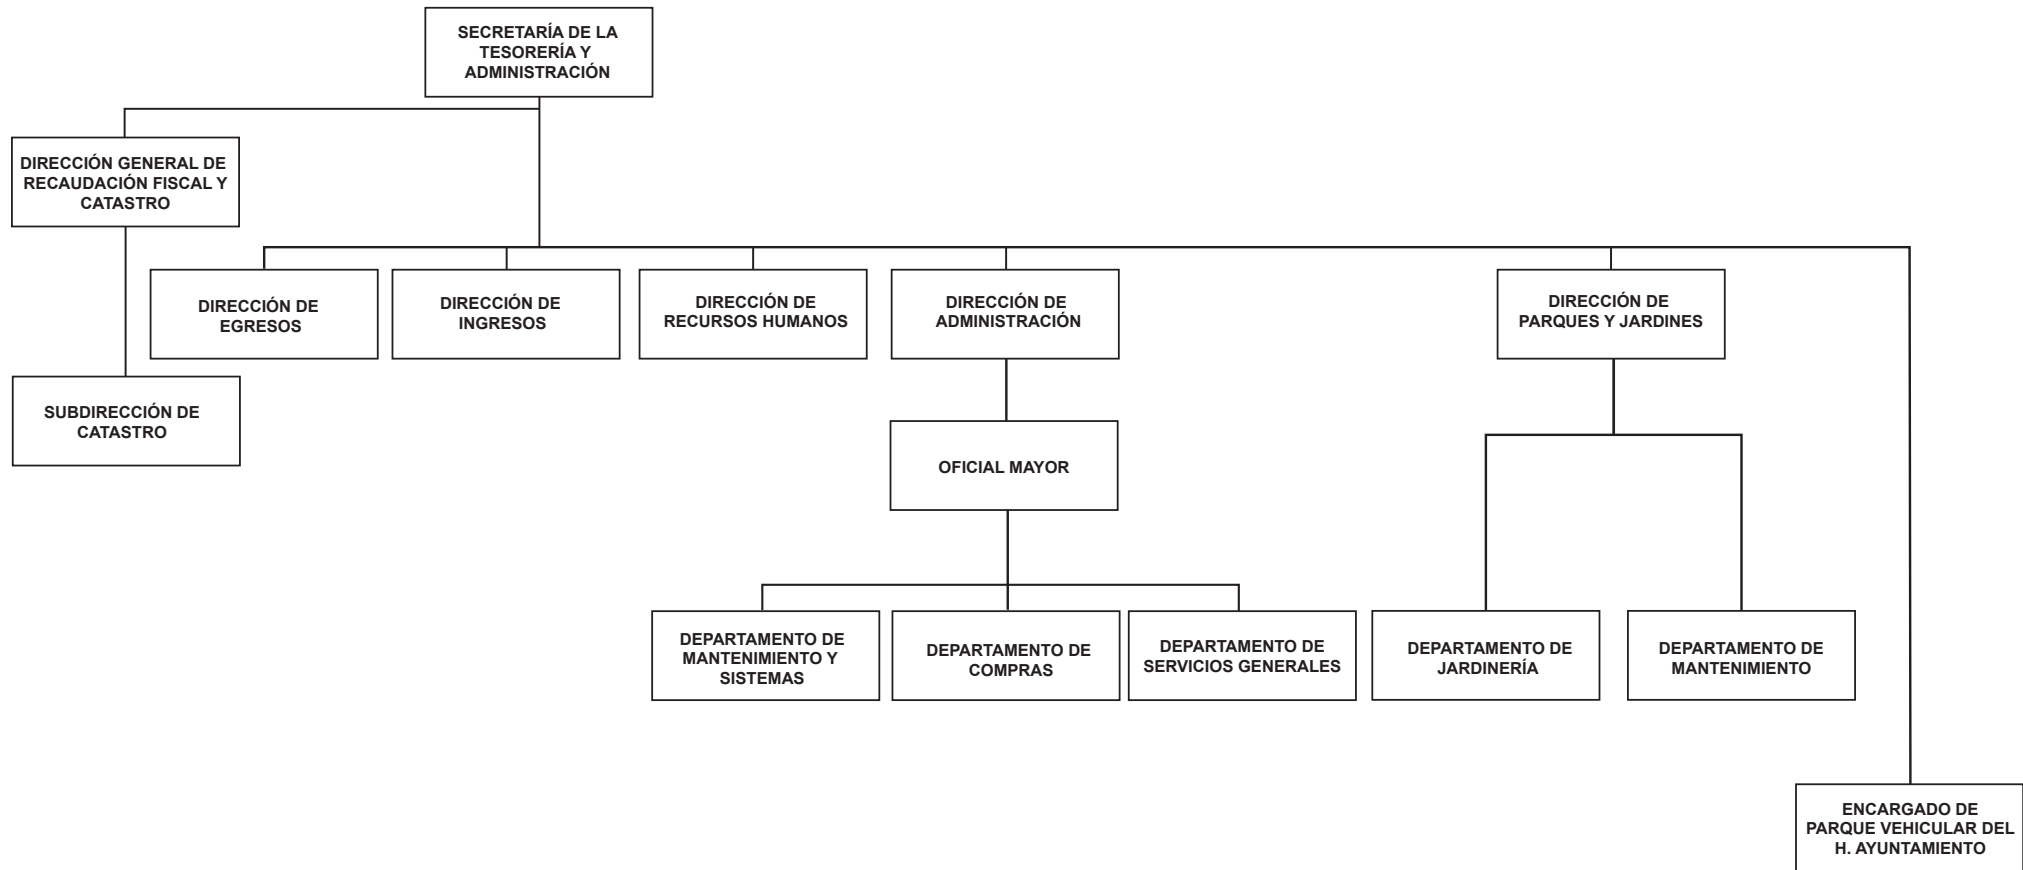 SECRETARÍA DE LA
TESORERÍA Y
ADMINISTRACIÓN
DIRECCIÓN GENERAL DE
RECAUDACIÓN FISCAL Y
CATASTRO
DIRECCIÓN DE
EGRESOS
DIRECCIÓN DE
INGRESOS
DIRECCIÓN DE
RECURSOS HUMANOS
DIRECCIÓN DE
ADMINISTRACIÓN
DIRECCIÓN DE
PARQUES Y JARDINES
SUBDIRECCIÓN DE
CATASTRO
OFICIAL MAYOR
DEPARTAMENTO DE
MANTENIMIENTO Y
SISTEMAS
DEPARTAMENTO DE
COMPRAS
DEPARTAMENTO DE
SERVICIOS GENERALES
DEPARTAMENTO DE
JARDINERÍA
DEPARTAMENTO DE
MANTENIMIENTO
ENCARGADO DE
PARQUE VEHICULAR DEL
H. AYUNTAMIENTO